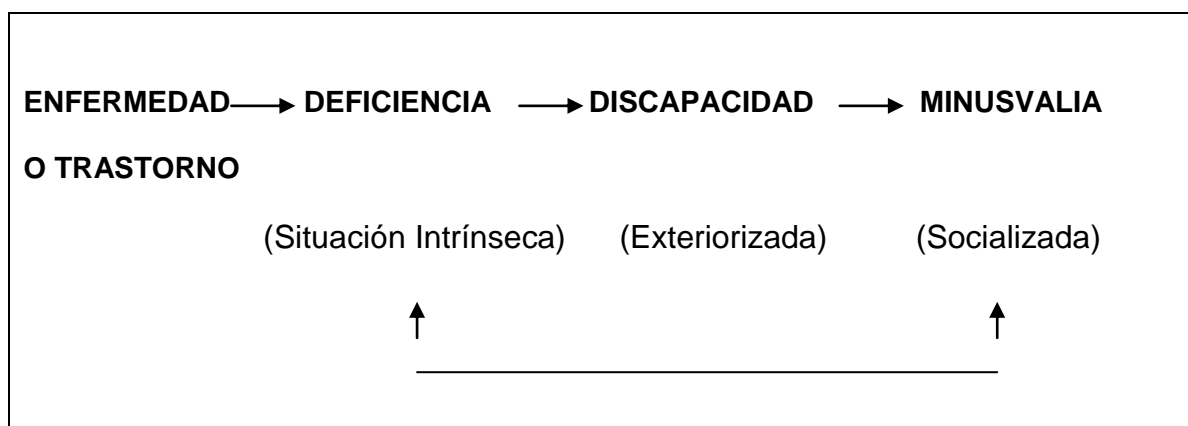 ENFERMEDAD DEFICIENCIA DISCAPACIDAD MINUSVALIA
O TRASTORNO
(Situación Intrínseca) (Exteriorizada) (Socializada)